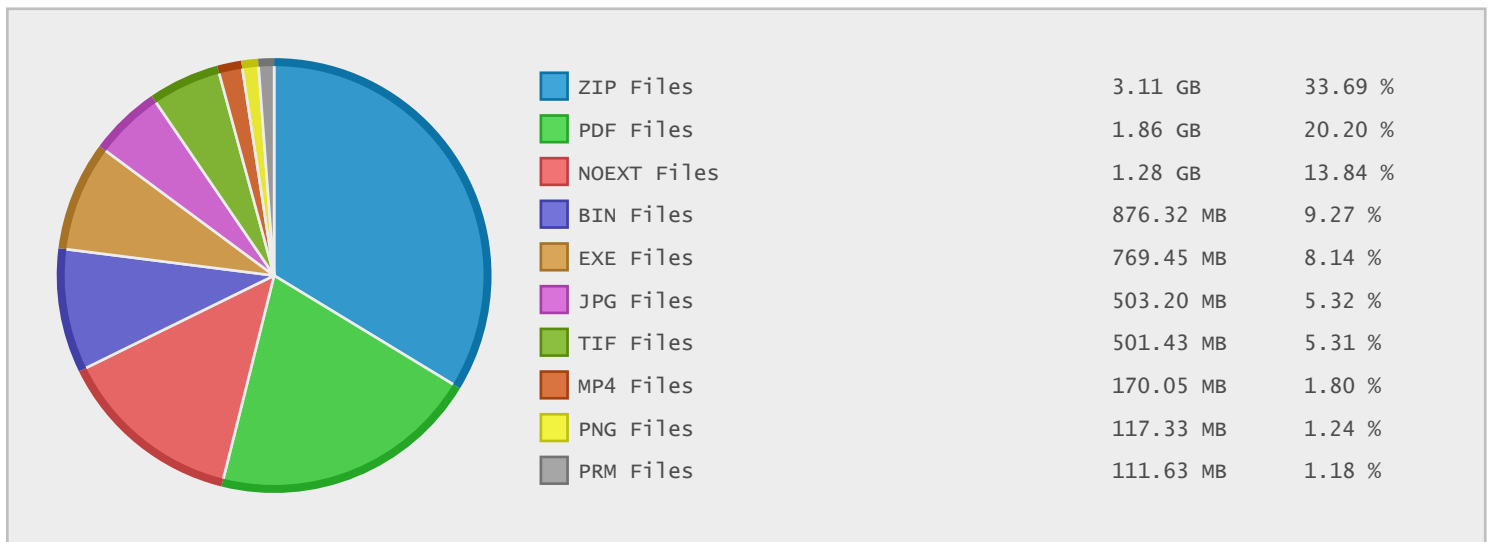 ZIP Files 3.11 GB 33.69 %
PDF Files 1.86 GB 20.20 %
NOEXT Files 1.28 GB 13.84 %
BIN Files 876.32 MB 9.27 %
EXE Files 769.45 MB 8.14 %
JPG Files 503.20 MB 5.32 %
TIF Files 501.43 MB 5.31 %
MP4 Files 170.05 MB 1.80 %
PNG Files 117.33 MB 1.24 %
PRM Files 111.63 MB 1.18 %